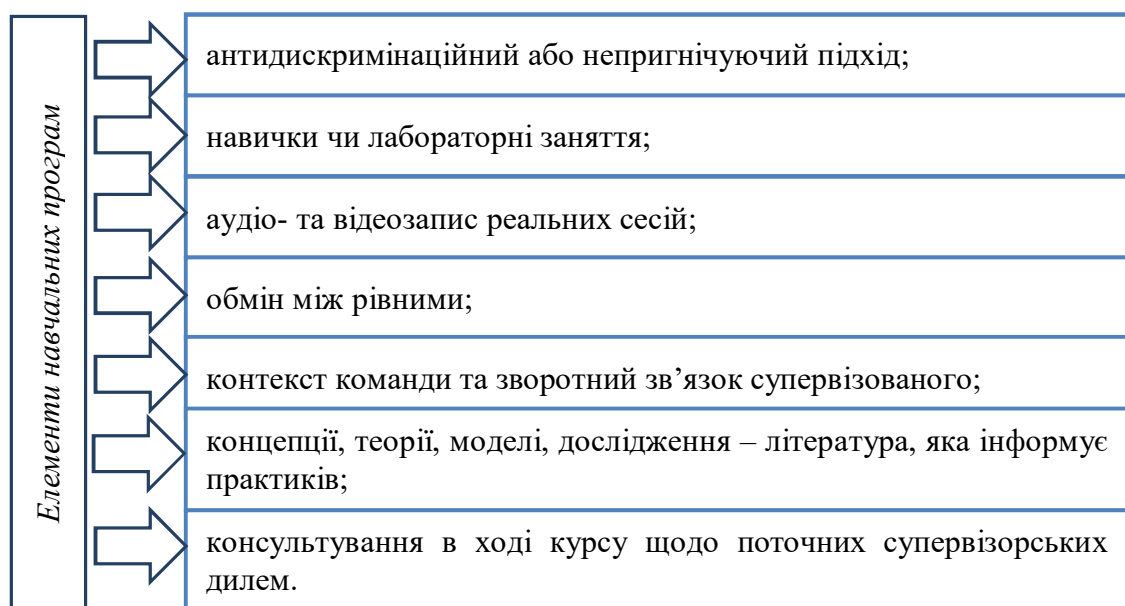 Елементи навчальних програм
антидискримінаційний або непригнічуючий підхід;
навички чи лабораторні заняття;
аудіо- та відеозапис реальних сесій;
обмін між рівними;
контекст команди та зворотний зв’язок супервізованого;
концепції, теорії, моделі, дослідження – література, яка інформує
практиків;
консультування в ході курсу щодо поточних супервізорських
дилем.